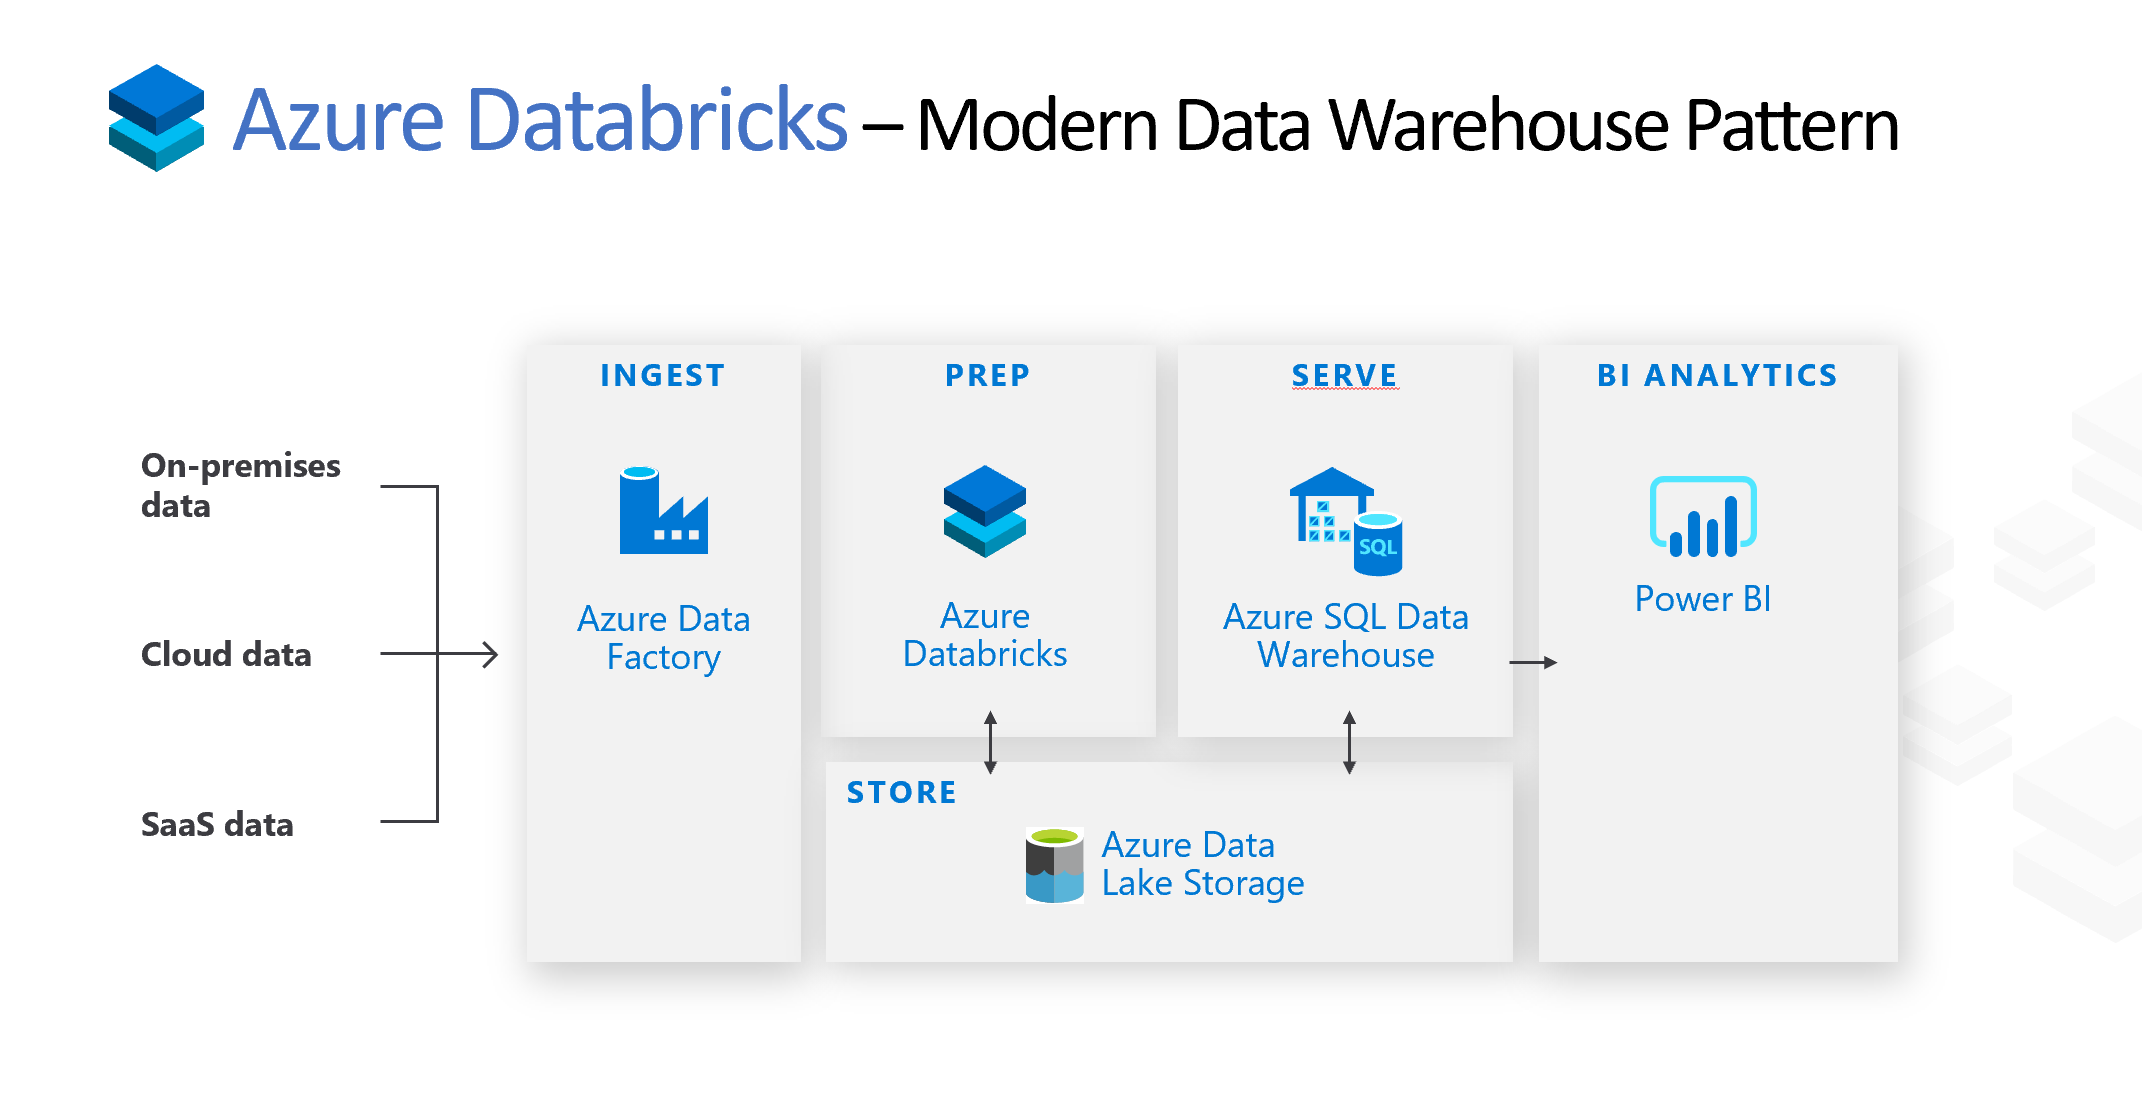 Azure Databricks – Modern Data Warehouse Pattern
INGEST
PREP
SERVE
BI ANALYTICS
On-premises
data
Cloud data
SaaS data
Azure Data
Factory
Azure
Databricks
SQL
Azure SQL Data
Warehouse
Power BI
STORE
Azure Data
Lake Storage